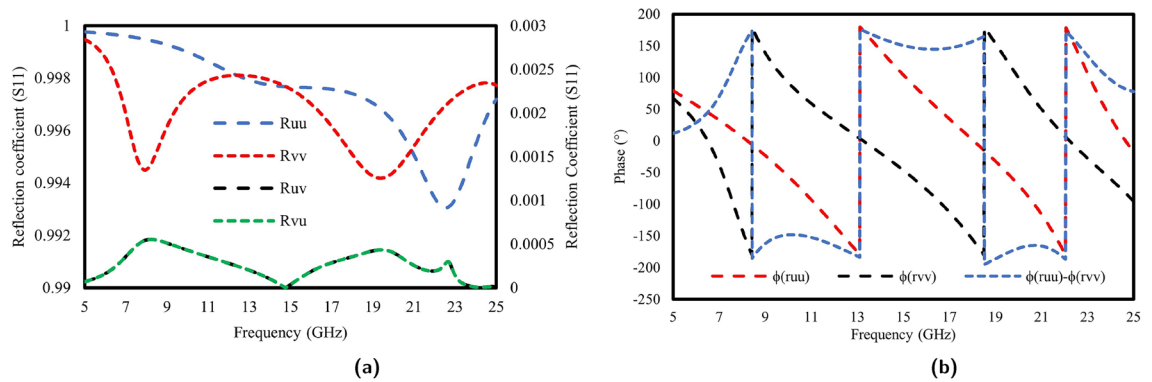 1
0.998
0.996
0.994
0.992
0.99
Reflection coefficient (S11)
0.003
0.0025
0.002
0.0015
0.001
0.0005
0
Reflection Coefficient (S11)
Ruu
Rvv
Ruv
Rvu
5 7 9 11 13 15 17 19 21 23 25
Frequency (GHz)
(a)
200
150
100
50
0
-50
-100
-150
-200
-250
Phase (°)
ϕ(ruu) ϕ(rvv) ϕ(ruu)-ϕ(rvv)
5 7 9 11 13 15 17 19 21 23 25
Frequency (GHz)
(b)